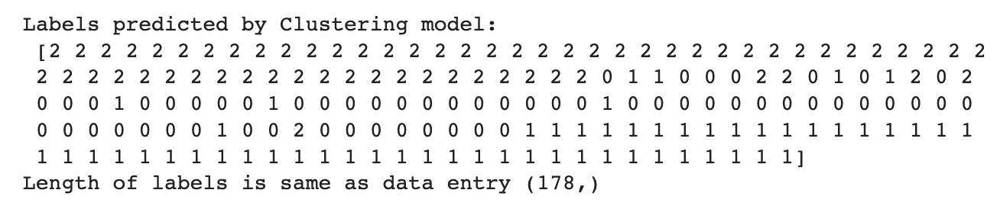 Labels predicted by Clustering model:
[2 2 2 2 2 2 2 2 2 2 2 2 2 2 2 2 2 2 2 2 2 2 2 2 2 2 2 2 2 2 2 2 2 2 2 2 2
2 2 2 2 2 2 2 2 2 2 2 2 2 2 2 2 2 2 2 2 2 2 0 1 1 0 0 0 2 2 0 1 0 1 2 0 2
0 0 0 1 0 0 0 0 0 1 0 0 0 0 0 0 0 0 0 0 0 0 1 0 0 0 0 0 0 0 0 0 0 0 0 0 0
0 0 0 0 0 0 0 1 0 0 2 0 0 0 0 0 0 0 0 1 1 1 1 1 1 1 1 1 1 1 1 1 1 1 1 1 1
1 1 1 1 1 1 1 1 1 1 1 1 1 1 1 1 1 1 1 1 1 1 1 1 1 1 1 1 1 1]
Length of labels is same as data entry (178,)